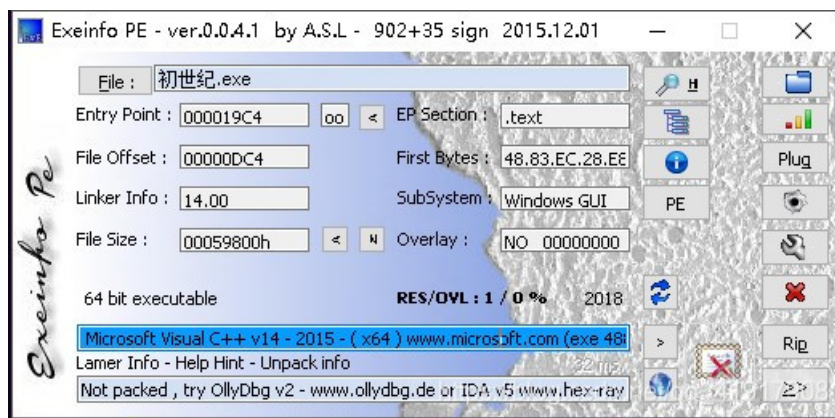 Exeinfo PE - ver.0.0.4.1 by A.S.L - 902+35 sign 2015.12.01
File : 初世纪.exe H
Entry Point : 000019C4 oo < EP Section : .text
File Offset : 00000DC4 First Bytes : 48.83.EC.28.E8 Plug
Linker Info : 14.00 SubSystem : Windows GUI PE
File Size : 00059800h < N Overlay : NO 00000000
64 bit executable RES/OVL : 1 / 0 % 2018
Microsoft Visual C++ v14 - 2015 - ( x64 ) www.microsoft.com (exe 48 > Rip
Lamer Info - Help Hint - Unpack info 32 ms.
Not packed , try OllyDbg v2 - www.ollydbg.de or IDA v5 www.hex-ray >>
Exeinfo Pe